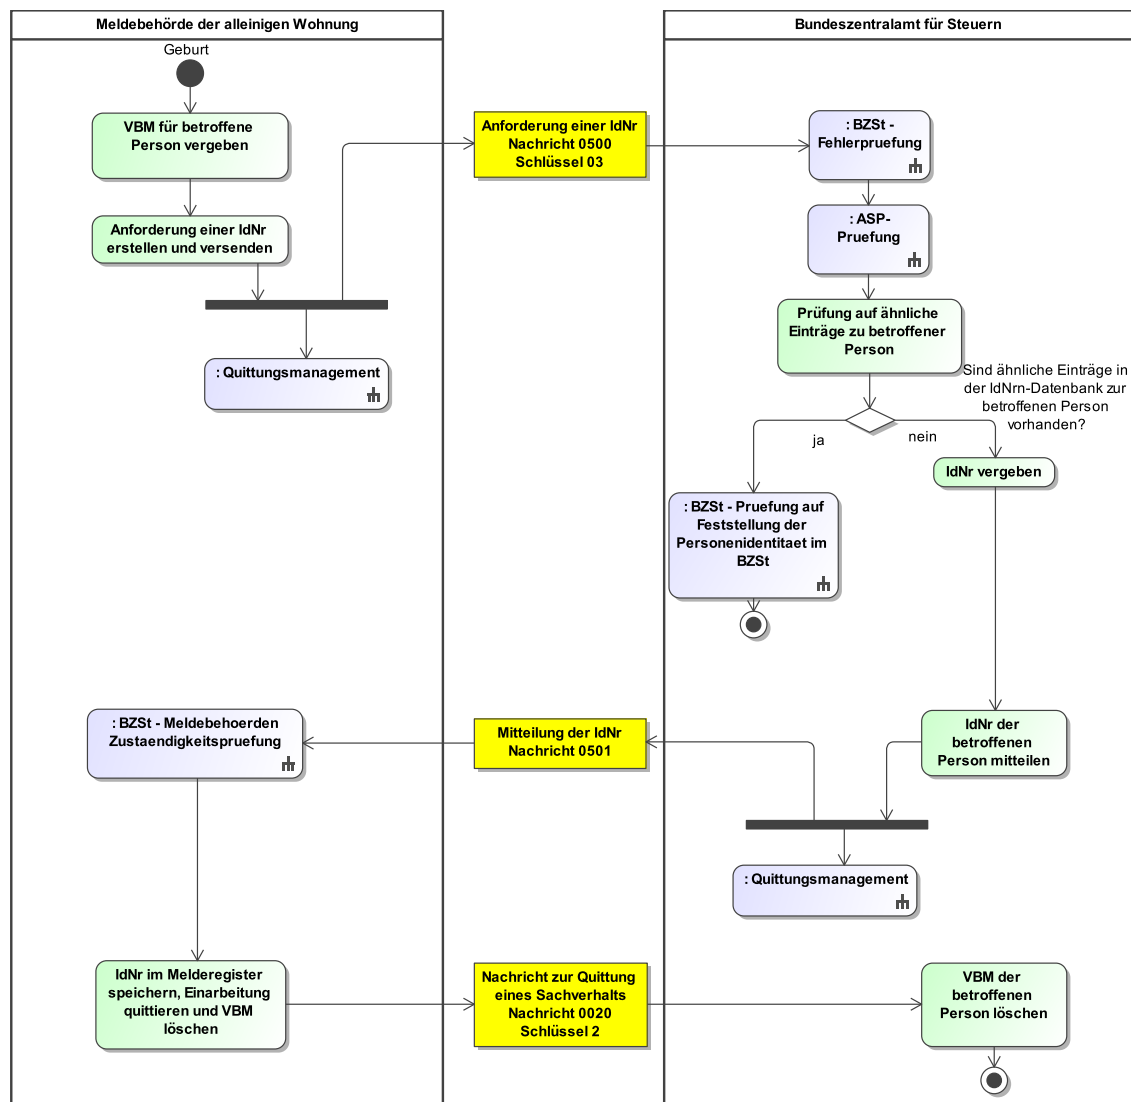 Meldebehörde der alleinigen Wohnung
Bundeszentralamt für Steuern
Geburt
VBM für betroffene
Person vergeben
Anforderung einer IdNr
erstellen und versenden
: Quittungsmanagement
Anforderung einer IdNr
Nachricht 0500
Schlüssel 03
: BZSt -
Fehlerpruefung
: ASP-
Pruefung
Prüfung auf ähnliche
Einträge zu betroffener
Person
Sind ähnliche Einträge in
der IdNrn-Datenbank zur
betroffenen Person
vorhanden?
ja
nein
IdNr vergeben
: BZSt - Pruefung auf
Feststellung der
Personenidentitaet im
BZSt
IdNr der
betroffenen
Person mitteilen
Mitteilung der IdNr
Nachricht 0501
: BZSt - Meldebehoerden
Zustaendigkeitspruefung
: Quittungsmanagement
IdNr im Melderegister
speichern, Einarbeitung
quittieren und VBM
löschen
Nachricht zur Quittung
eines Sachverhalts
Nachricht 0020
Schlüssel 2
VBM der
betroffenen
Person löschen